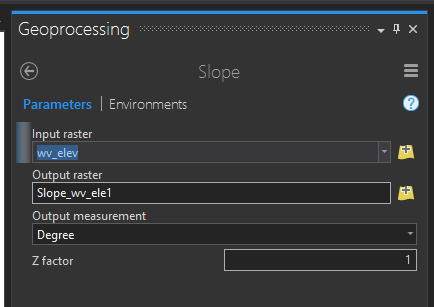 Geoprocessing
Slope
Parameters | Environments
Input raster
wv_elev
Output raster
Slope_wv_ele1
Output measurement
Degree
Z factor 1